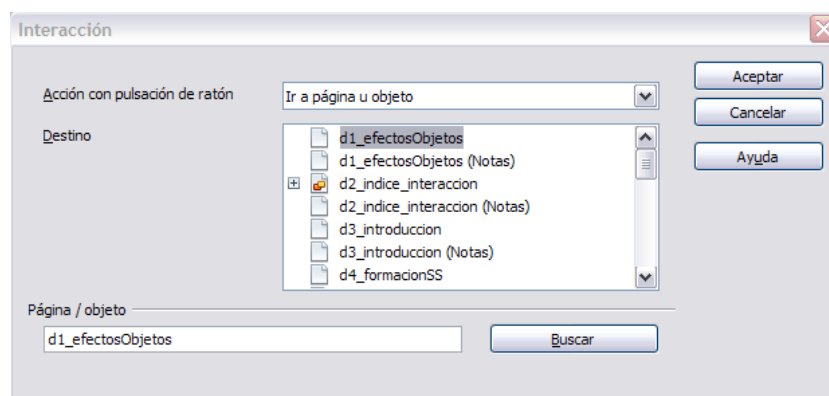 Interacción
Acción con pulsación de ratón
Ir a página u objeto
Aceptar
Cancelar
Ayuda
Destino
d1_efectosObjetos
d1_efectosObjetos (Notas)
d2_indice_interaccion
d2_indice_interaccion (Notas)
d3_introduccion
d3_introduccion (Notas)
d4_formacionSS
Página / objeto
d1_efectosObjetos
Buscar